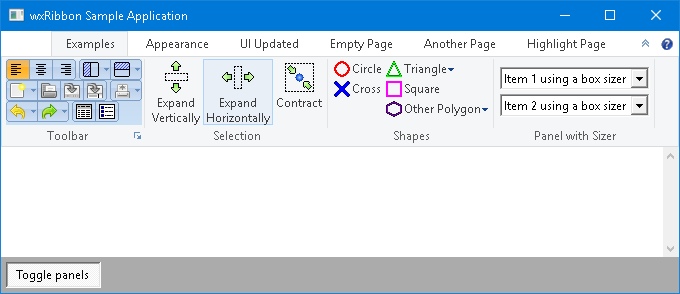 wxRibbon Sample Application
Examples Appearance UI Updated Empty Page Another Page Highlight Page
Expand Vertically
Expand Horizontally
Contract
Circle
Cross
Triangle
Square
Other Polygon
Item 1 using a box sizer
Item 2 using a box sizer
Toolbar Selection Shapes Panel with Sizer
Toggle panels